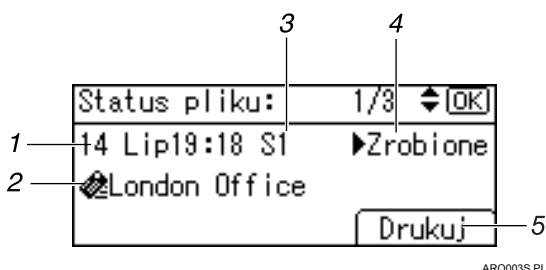 3 4
Status pliku: 1/3 OK
1 14 Lip19:18 S1 Zrobione
2 London Office
Drukuj 5
ARO003S PL